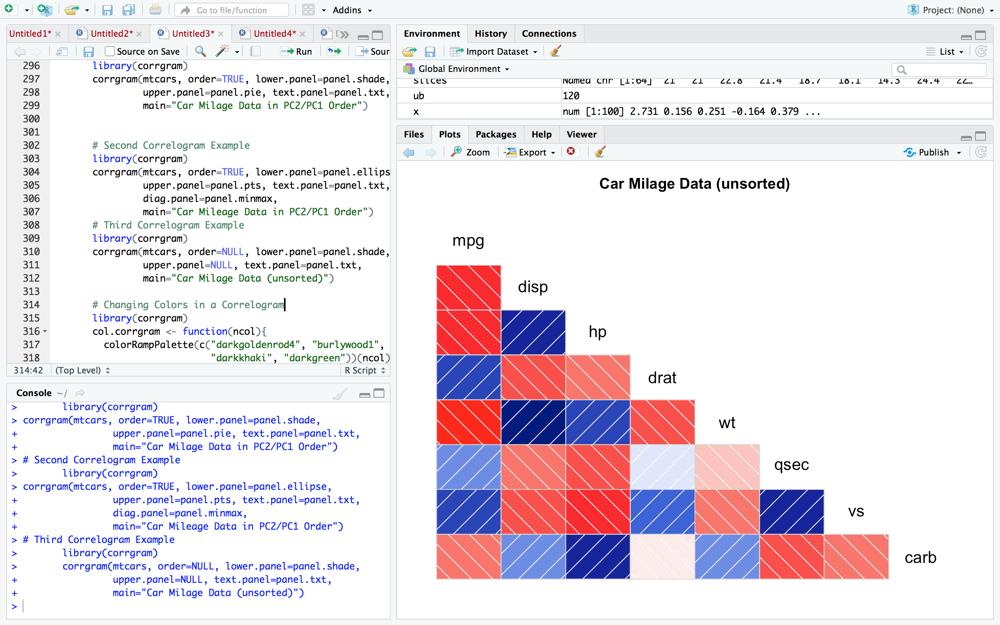 Go to file/function
Addins
Project: (None)
Untitled1*
Untitled2*
Untitled3*
Untitled4*
Source on Save
Run
Sour
296 library(corrgram)
297 corrgram(mtcars, order=TRUE, lower.panel=panel.shade,
298 upper.panel=panel.pie, text.panel=panel.txt,
299 main="Car Milage Data in PC2/PC1 Order")
300
301
302 # Second Correlogram Example
303 library(corrgram)
304 corrgram(mtcars, order=TRUE, lower.panel=panel.ellips
305 upper.panel=panel.pts, text.panel=panel.txt,
306 diag.panel=panel.minmax,
307 main="Car Mileage Data in PC2/PC1 Order")
308 # Third Correlogram Example
309 library(corrgram)
310 corrgram(mtcars, order=NULL, lower.panel=panel.shade,
311 upper.panel=NULL, text.panel=panel.txt,
312 main="Car Milage Data (unsorted)")
313
314 # Changing Colors in a Correlogram
315 library(corrgram)
316 col.corrgram <- function(ncol){
317 colorRampPalette(c("darkgoldenrod4", "burlywood1",
318 "darkkhaki", "darkgreen"))(ncol)
314:42 (Top Level) R Script
Console ~/
> library(corrgram)
> corrgram(mtcars, order=TRUE, lower.panel=panel.shade,
+ upper.panel=panel.pie, text.panel=panel.txt,
+ main="Car Milage Data in PC2/PC1 Order")
> # Second Correlogram Example
> library(corrgram)
> corrgram(mtcars, order=TRUE, lower.panel=panel.ellipse,
+ upper.panel=panel.pts, text.panel=panel.txt,
+ diag.panel=panel.minmax,
+ main="Car Mileage Data in PC2/PC1 Order")
> # Third Correlogram Example
> library(corrgram)
> corrgram(mtcars, order=NULL, lower.panel=panel.shade,
+ upper.panel=NULL, text.panel=panel.txt,
+ main="Car Milage Data (unsorted)")
>
Environment History Connections
Import Dataset
List
Global Environment
slices Named chr [1:64] 21 21 22.8 21.4 18.7 18.1 14.3 24.4 22…
ub 120
x num [1:100] 2.731 0.156 0.251 -0.164 0.379 ...
Files Plots Packages Help Viewer
Zoom Export Publish
Car Milage Data (unsorted)
mpg
disp
hp
drat
wt
qsec
vs
carb